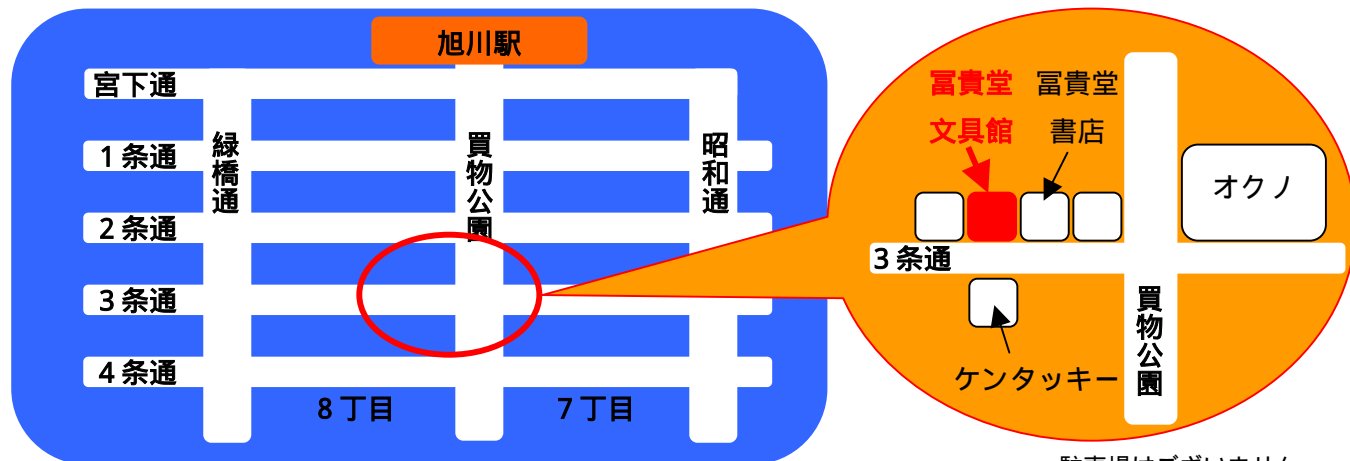 旭川駅
宮下通
1条通
2条通
3条通
4条通
緑橋通
買物公園
昭和通
8丁目
7丁目
冨貴堂
文具館
冨貴堂
書店
オクノ
3条通
買物公園
ケンタッキー